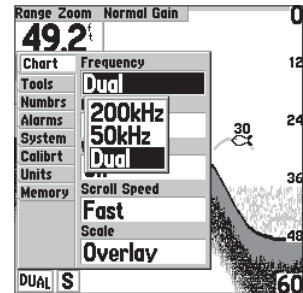 Range Zoom Normal Gain
49.2ᵗ
0
12
24
36
48
60
30
Chart
Tools
Numbrs
Alarms
System
Calibrt
Units
Memory
Frequency
Dual
200kHz
50kHz
Dual
Scroll Speed
Fast
Scale
Overlay
DUAL S